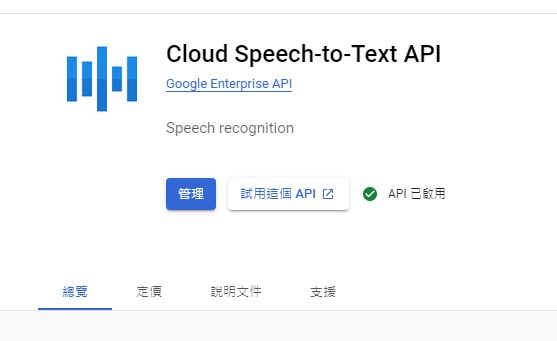 Cloud Speech-to-Text API
Google Enterprise API
Speech recognition
管理 試用這個 API API 已啟用
總覽 定價 說明文件 支援